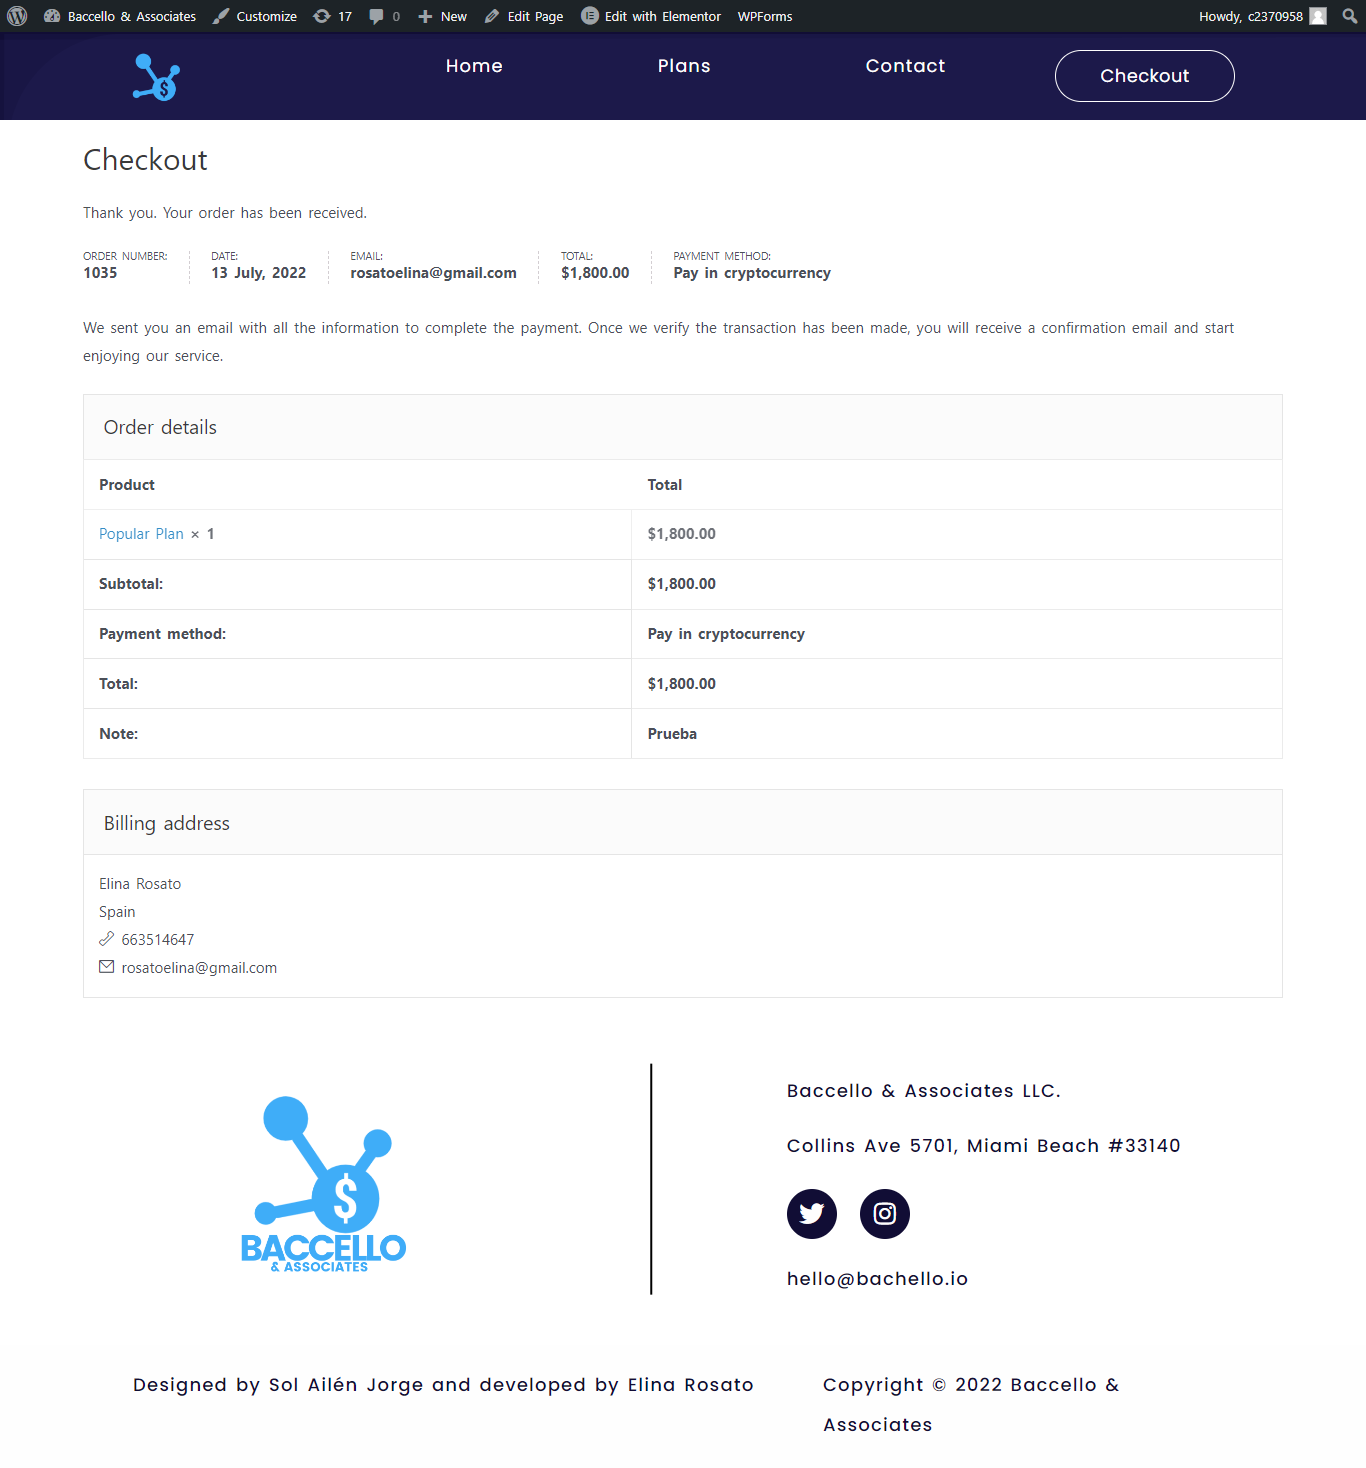 Baccello & Associates Customize 17 0 New Edit Page Edit with Elementor WPForms Howdy, c2370958
Home Plans Contact Checkout
Checkout
Thank you. Your order has been received.
ORDER NUMBER: DATE: EMAIL: TOTAL: PAYMENT METHOD:
1035 13 July, 2022 rosatoelina@gmail.com $1,800.00 Pay in cryptocurrency
We sent you an email with all the information to complete the payment. Once we verify the transaction has been made, you will receive a confirmation email and start
enjoying our service.
Order details
Product Total
Popular Plan × 1 $1,800.00
Subtotal: $1,800.00
Payment method: Pay in cryptocurrency
Total: $1,800.00
Note: Prueba
Billing address
Elina Rosato
Spain
663514647
rosatoelina@gmail.com
$
BACCELLO
& ASSOCIATES
Baccello & Associates LLC.
Collins Ave 5701, Miami Beach #33140
hello@bachello.io
Designed by Sol Ailén Jorge and developed by Elina Rosato
Copyright © 2022 Baccello &
Associates